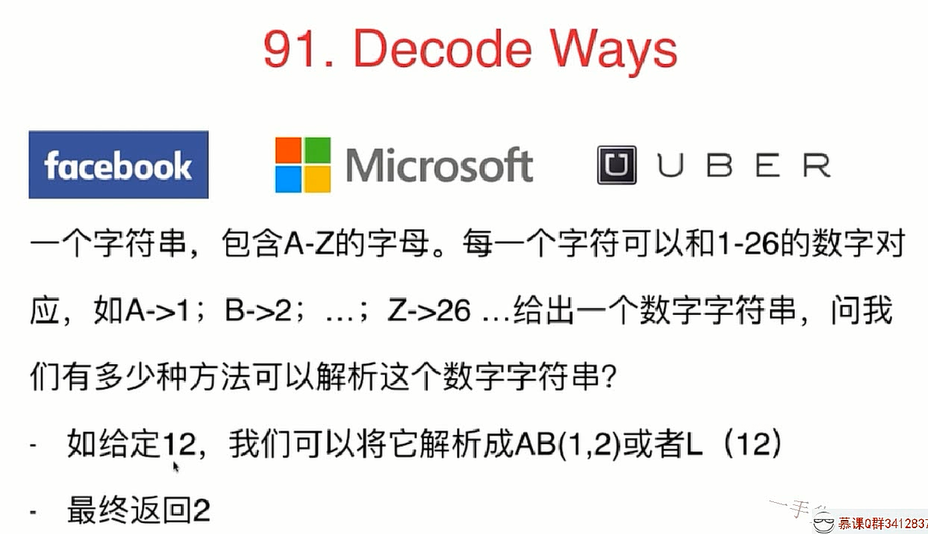 91. Decode Ways
facebook
Microsoft
UBER
一个字符串，包含A-Z的字母。每一个字符可以和1-26的数字对
应，如A->1；B->2；…；Z->26 …给出一个数字字符串，问我
们有多少种方法可以解析这个数字字符串？
- 如给定12，我们可以将它解析成AB(1,2)或者L（12）
- 最终返回2
一手
慕课Q群3412837